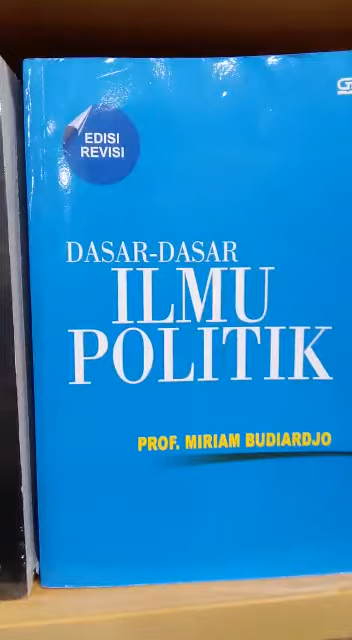 EDISI
REVISI
DASAR-DASAR
ILMU
POLITIK
PROF. MIRIAM BUDIARDJO